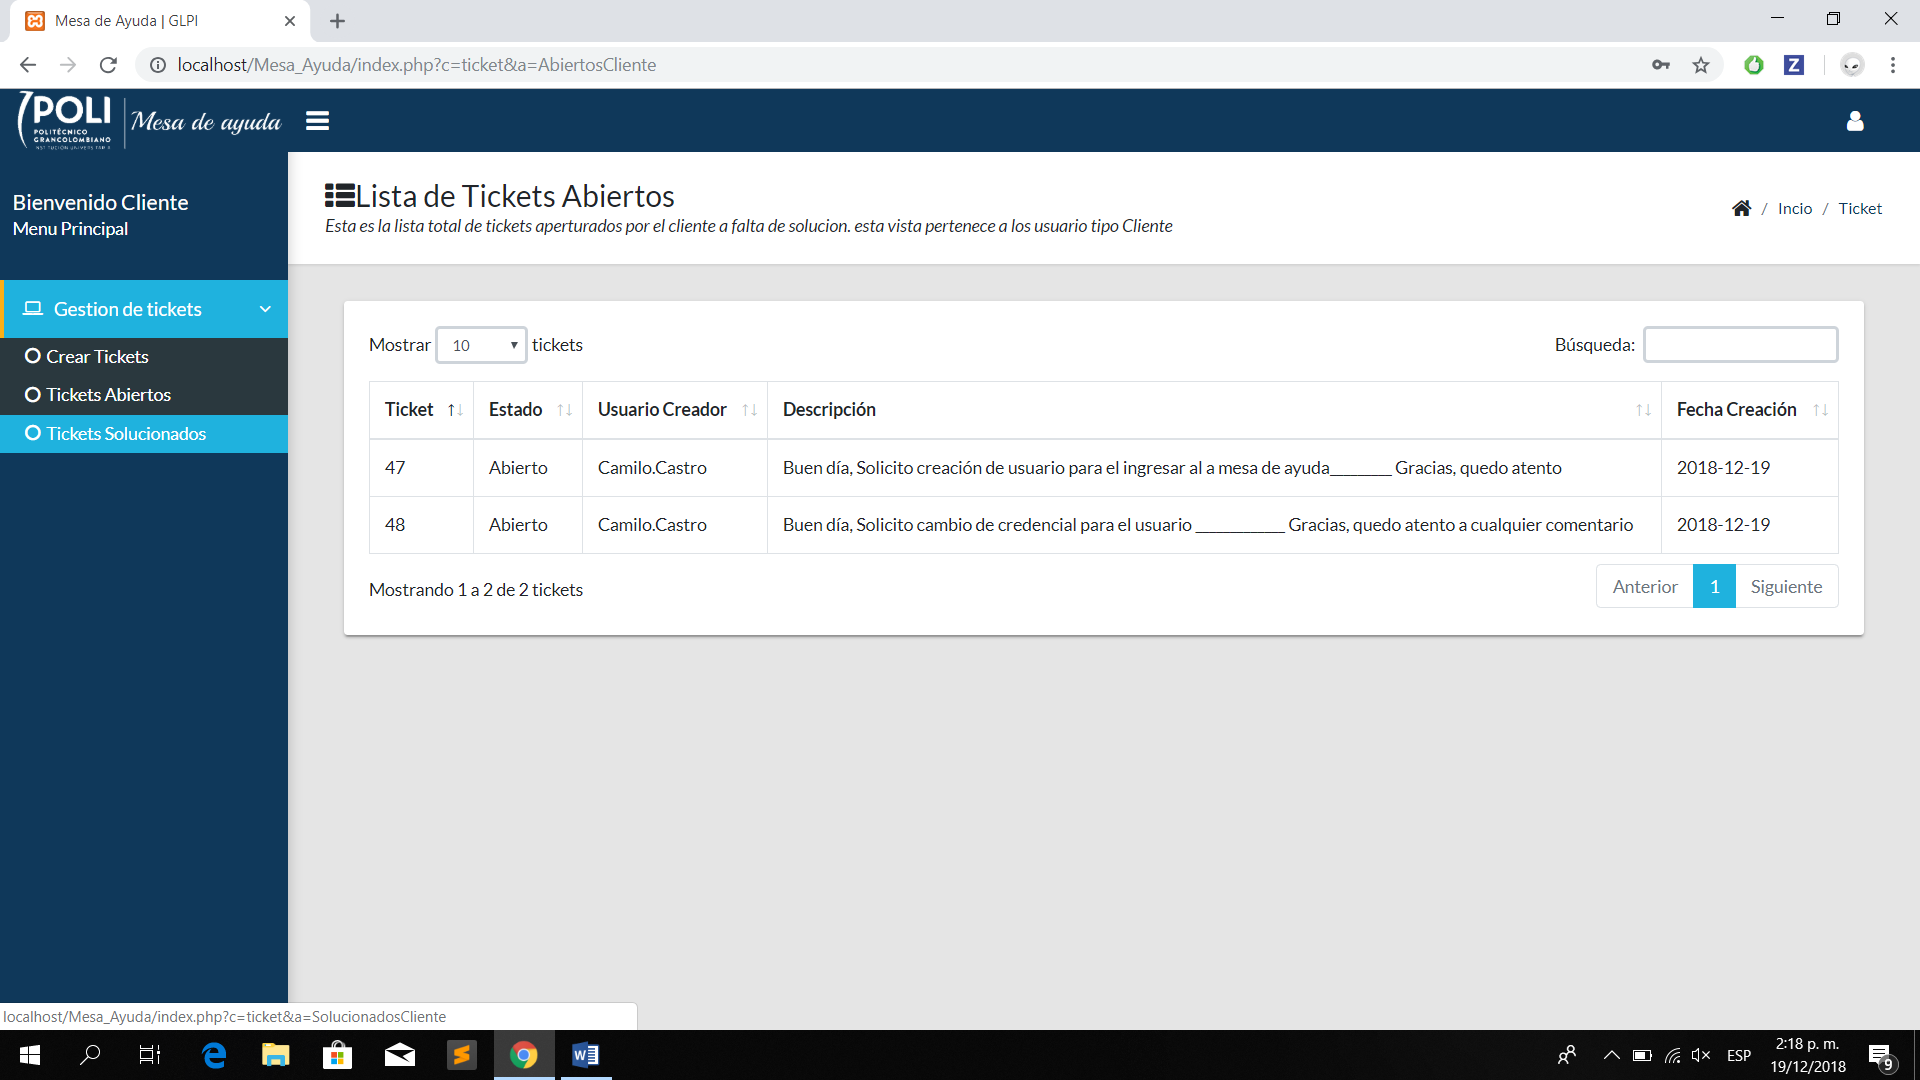 Mesa de Ayuda | GLPI
localhost/Mesa_Ayuda/index.php?c=ticket&a=AbiertosCliente
Z
POLI
POLITÉCNICO
GRANCOLOMBIANO
Mesa de ayuda
Bienvenido Cliente
Menu Principal
Gestion de tickets
Crear Tickets
Tickets Abiertos
Tickets Solucionados
Lista de Tickets Abiertos
Esta es la lista total de tickets aperturados por el cliente a falta de solucion. esta vista pertenece a los usuario tipo Cliente
/ Incio / Ticket
Mostrar 10 tickets
Búsqueda:
Ticket Estado Usuario Creador Descripción Fecha Creación
47 Abierto Camilo.Castro Buen día, Solicito creación de usuario para el ingresar al a mesa de ayuda_______ Gracias, quedo atento 2018-12-19
48 Abierto Camilo.Castro Buen día, Solicito cambio de credencial para el usuario __________ Gracias, quedo atento a cualquier comentario 2018-12-19
Mostrando 1 a 2 de 2 tickets
Anterior 1 Siguiente
localhost/Mesa_Ayuda/index.php?c=ticket&a=SolucionadosCliente
ESP
2:18 p. m.
19/12/2018
9